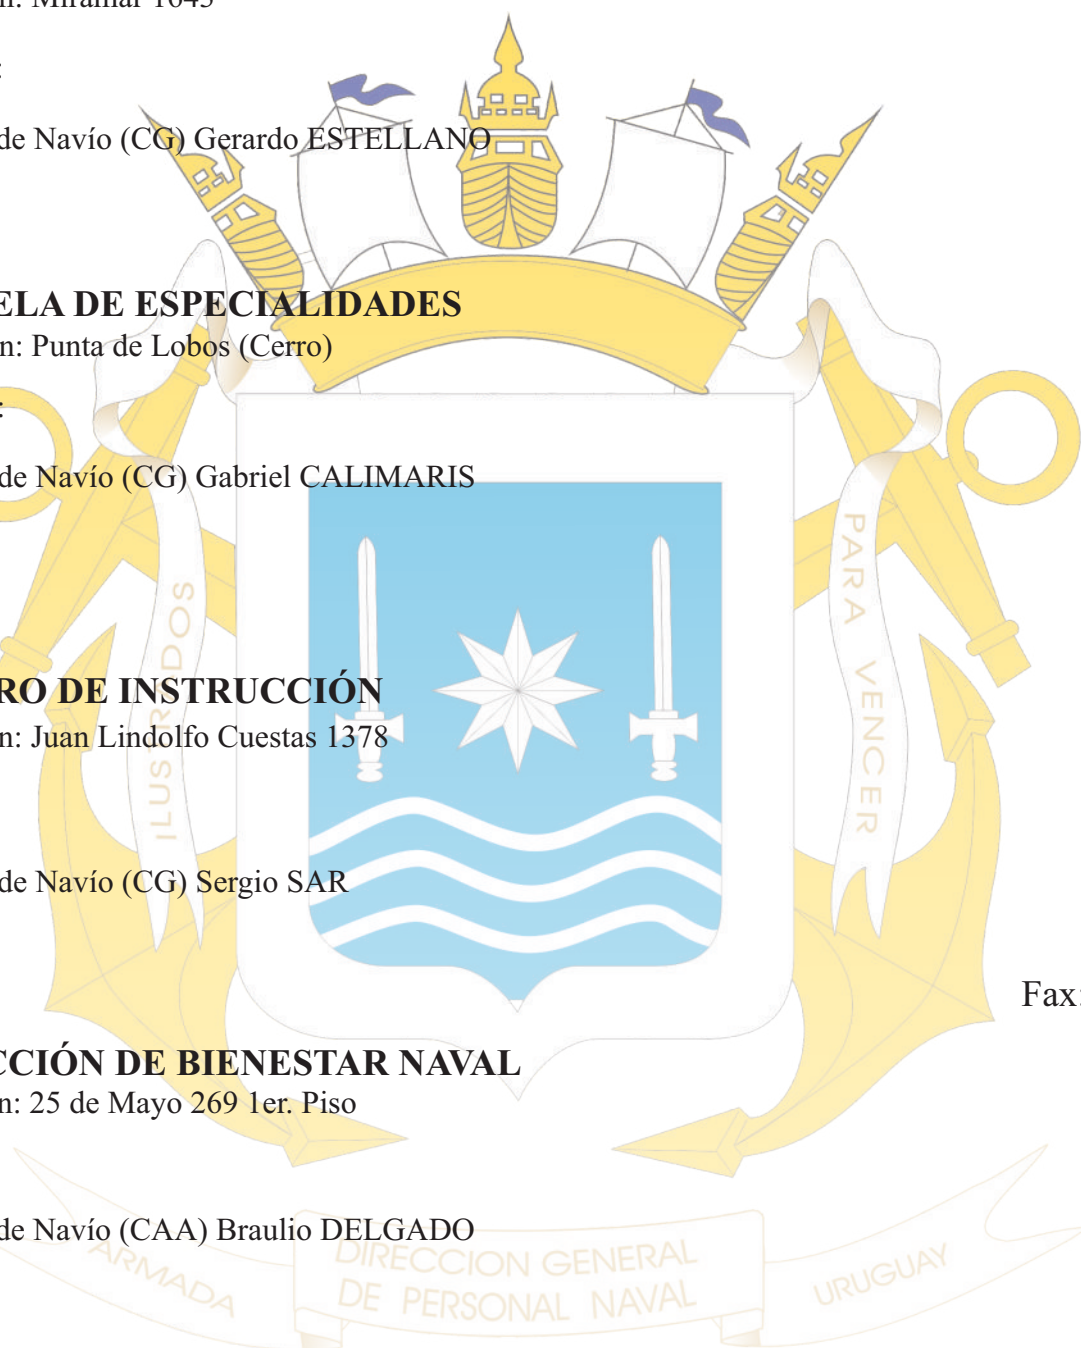 n: Miramar 1643
:
de Navío (CG) Gerardo ESTELLANO
ELA DE ESPECIALIDADES
n: Punta de Lobos (Cerro)
:
de Navío (CG) Gabriel CALIMARIS
RO DE INSTRUCCIÓN
n: Juan Lindolfo Cuestas 1378
de Navío (CG) Sergio SAR
Fax:
CCIÓN DE BIENESTAR NAVAL
n: 25 de Mayo 269 1er. Piso
de Navío (CAA) Braulio DELGADO
ILUSTRADOS
PARA VENCER
ARMADA
DIRECCION GENERAL
DE PERSONAL NAVAL
URUGUAY